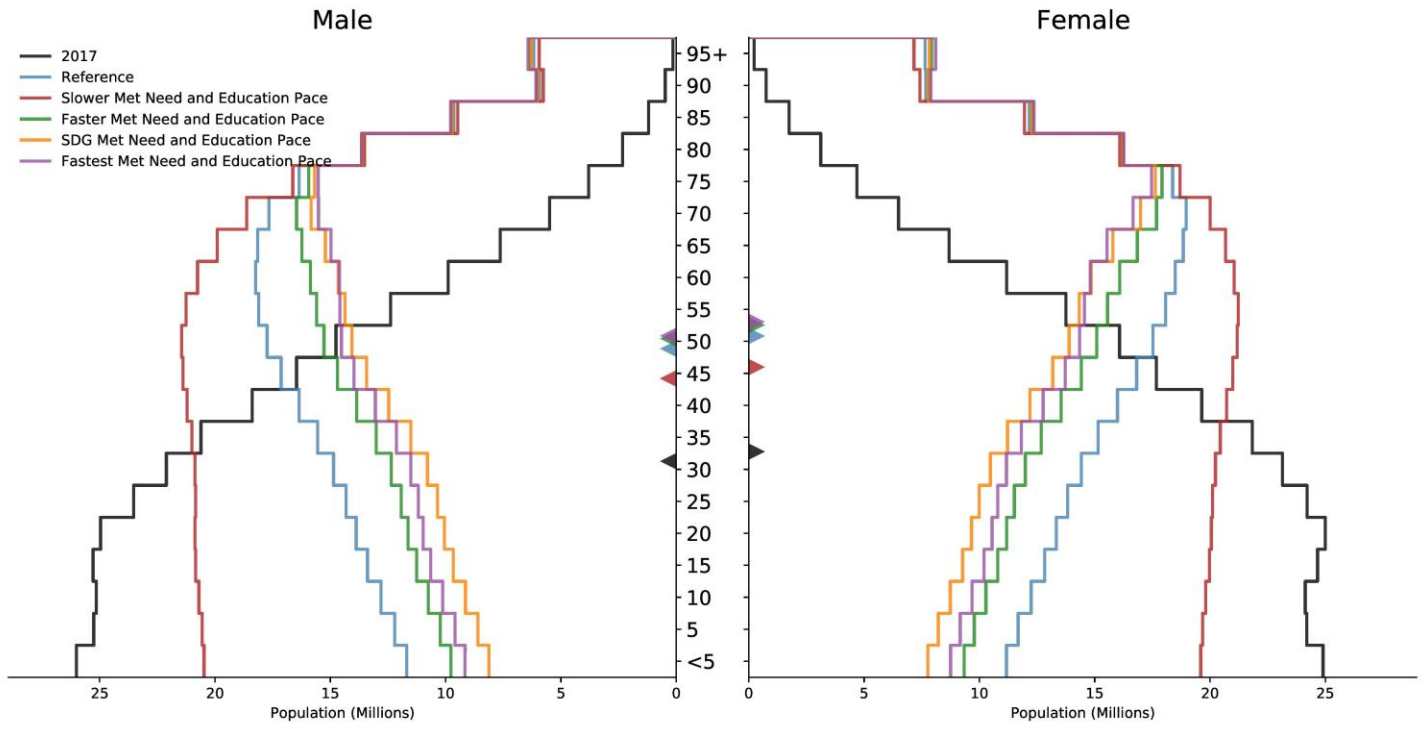 Male
Female
2017
Reference
Slower Met Need and Education Pace
Faster Met Need and Education Pace
SDG Met Need and Education Pace
Fastest Met Need and Education Pace
95+
90
85
80
75
70
65
60
55
50
45
40
35
30
25
20
15
10
5
<5
25 20 15 10 5 0
0 5 10 15 20 25
Population (Millions)
Population (Millions)